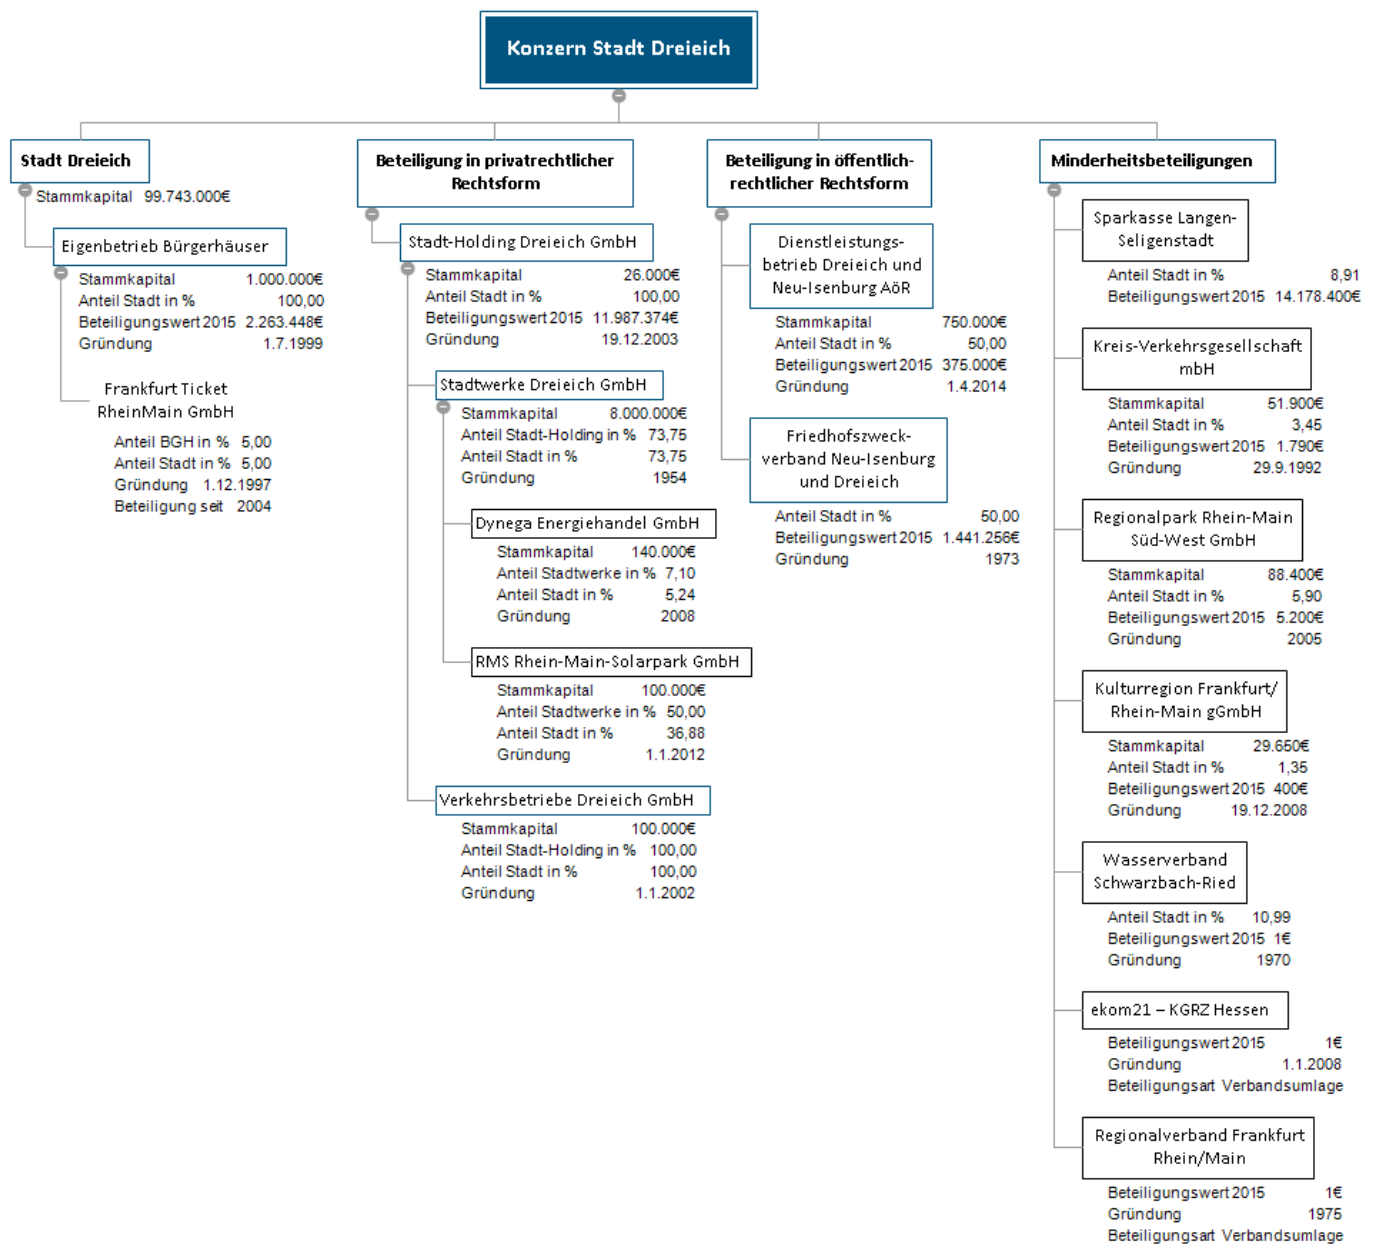 Konzern Stadt Dreieich
Stadt Dreieich
Stammkapital 99.743.000€
Eigenbetrieb Bürgerhäuser
Stammkapital 1.000.000€
Anteil Stadt in % 100,00
Beteiligungswert 2015 2.263.448€
Gründung 1.7.1999
Frankfurt Ticket
RheinMain GmbH
Anteil BGH in % 5,00
Anteil Stadt in % 5,00
Gründung 1.12.1997
Beteiligung seit 2004
Beteiligung in privatrechtlicher
Rechtsform
Stadt-Holding Dreieich GmbH
Stammkapital 26.000€
Anteil Stadt in % 100,00
Beteiligungswert 2015 11.987.374€
Gründung 19.12.2003
Stadtwerke Dreieich GmbH
Stammkapital 8.000.000€
Anteil Stadt-Holding in % 73,75
Anteil Stadt in % 73,75
Gründung 1954
Dynega Energiehandel GmbH
Stammkapital 140.000€
Anteil Stadtwerke in % 7,10
Anteil Stadt in % 5,24
Gründung 2008
RMS Rhein-Main-Solarpark GmbH
Stammkapital 100.000€
Anteil Stadtwerke in % 50,00
Anteil Stadt in % 36,88
Gründung 1.1.2012
Verkehrsbetriebe Dreieich GmbH
Stammkapital 100.000€
Anteil Stadt-Holding in % 100,00
Anteil Stadt in % 100,00
Gründung 1.1.2002
Beteiligung in öffentlich-
rechtlicher Rechtsform
Dienstleistungs-
betrieb Dreieich und
Neu-Isenburg AöR
Stammkapital 750.000€
Anteil Stadt in % 50,00
Beteiligungswert 2015 375.000€
Gründung 1.4.2014
Friedhofszweck-
verband Neu-Isenburg
und Dreieich
Anteil Stadt in % 50,00
Beteiligungswert 2015 1.441.256€
Gründung 1973
Minderheitsbeteiligungen
Sparkasse Langen-
Seligenstadt
Anteil Stadt in % 8,91
Beteiligungswert 2015 14.178.400€
Kreis-Verkehrsgesellschaft
mbH
Stammkapital 51.900€
Anteil Stadt in % 3,45
Beteiligungswert 2015 1.790€
Gründung 29.9.1992
Regionalpark Rhein-Main
Süd-West GmbH
Stammkapital 88.400€
Anteil Stadt in % 5,90
Beteiligungswert 2015 5.200€
Gründung 2005
Kulturregion Frankfurt/
Rhein-Main gGmbH
Stammkapital 29.650€
Anteil Stadt in % 1,35
Beteiligungswert 2015 400€
Gründung 19.12.2008
Wasserverband
Schwarzbach-Ried
Anteil Stadt in % 10,99
Beteiligungswert 2015 1€
Gründung 1970
ekom21 – KGRZ Hessen
Beteiligungswert 2015 1€
Gründung 1.1.2008
Beteiligungsart Verbandsumlage
Regionalverband Frankfurt
Rhein/Main
Beteiligungswert 2015 1€
Gründung 1975
Beteiligungsart Verbandsumlage